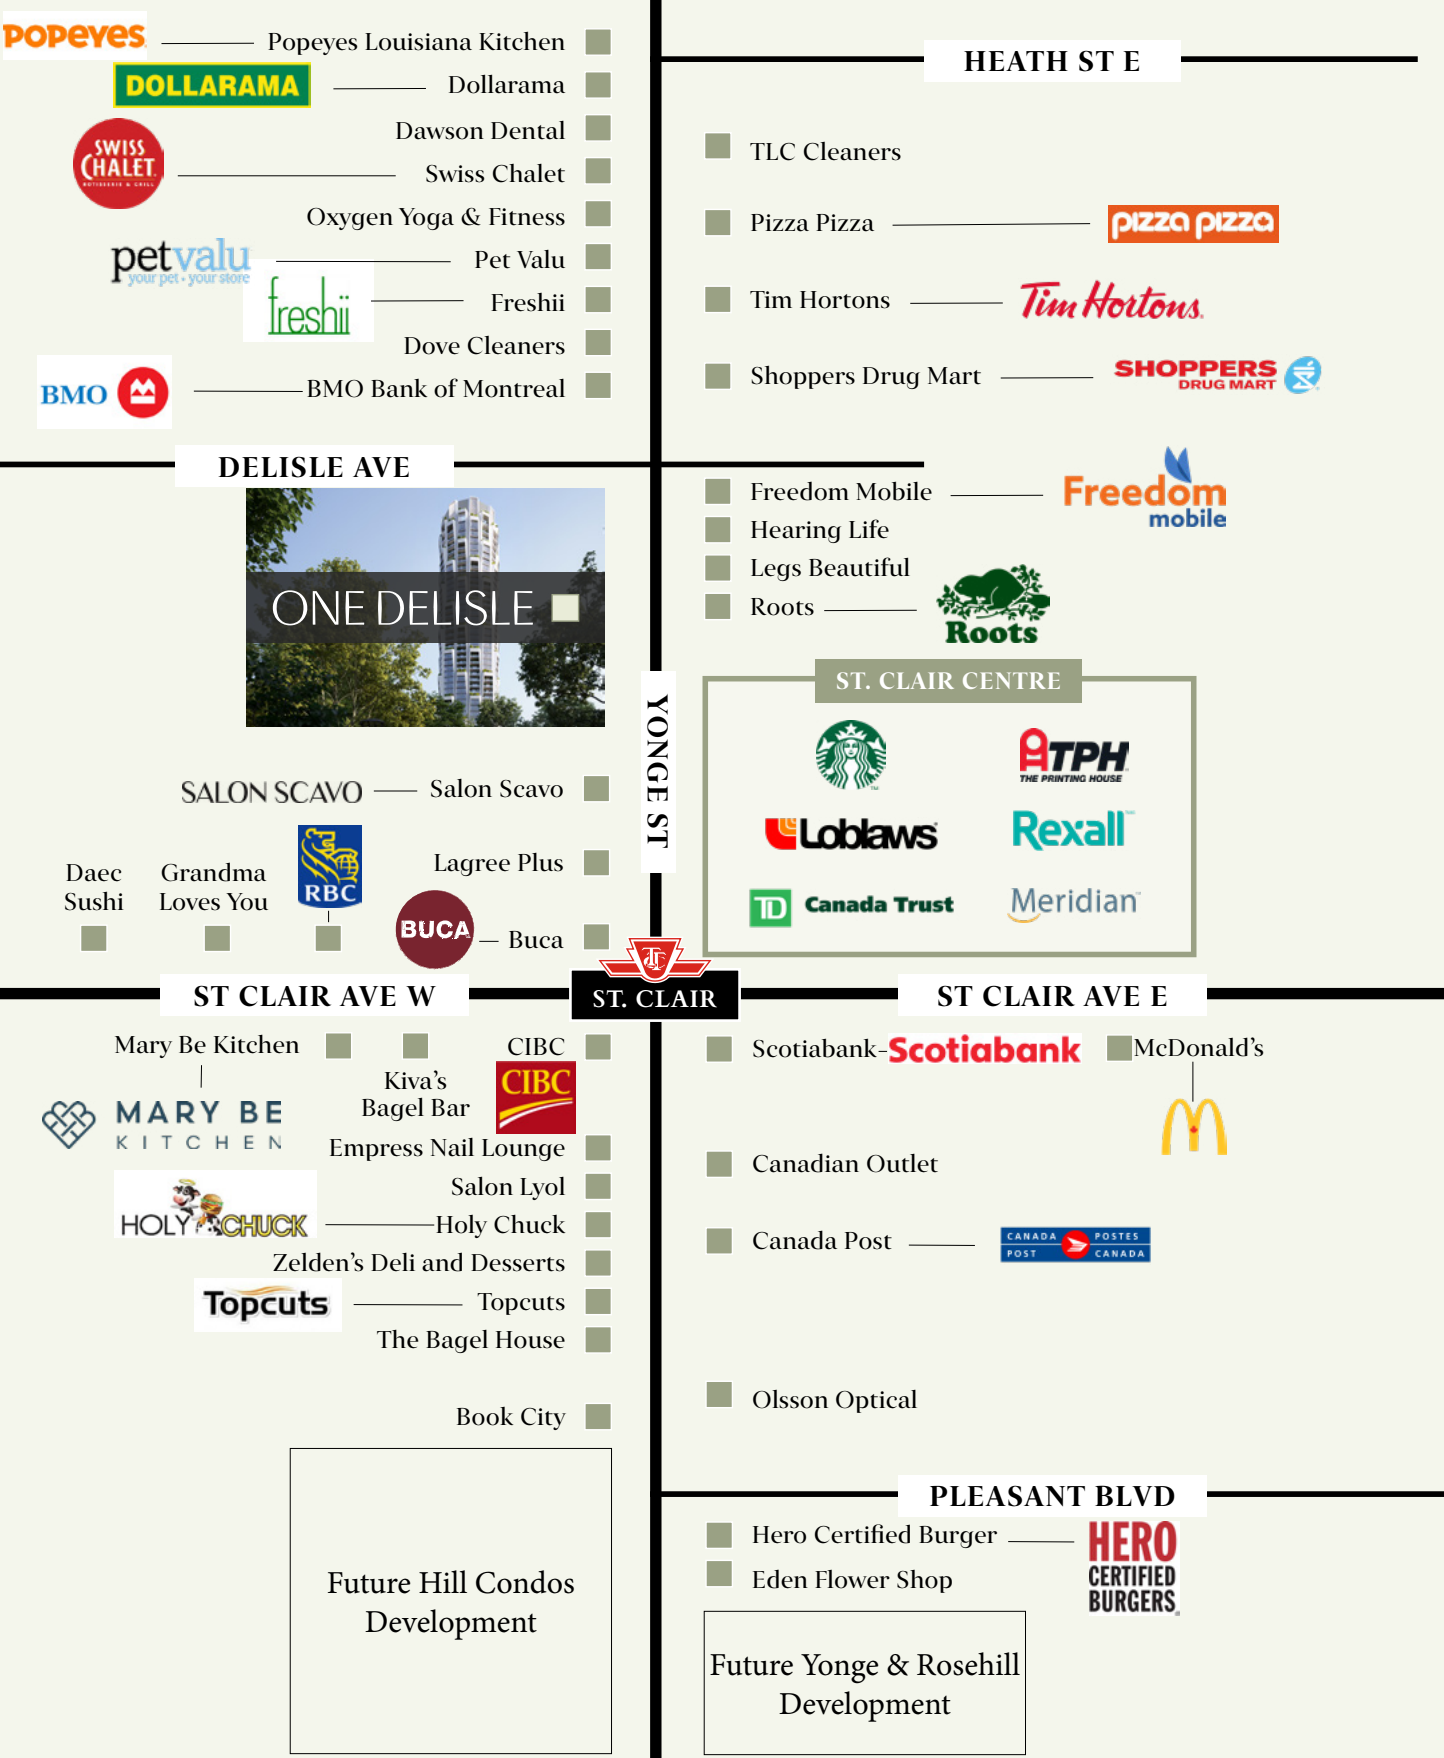 POPEYES
Popeyes Louisiana Kitchen
DOLLARAMA
Dollarama
Dawson Dental
SWISS
CHALET
ROTISSERIE & GRILL
Swiss Chalet
Oxygen Yoga & Fitness
petvalu
your pet - your store
Pet Valu
freshii
Freshii
Dove Cleaners
BMO
BMO Bank of Montreal
HEATH ST E
TLC Cleaners
Pizza Pizza
pizza pizza
Tim Hortons
Tim Hortons.
Shoppers Drug Mart
SHOPPERS
DRUG MART
DELISLE AVE
ONE DELISLE
Freedom Mobile
Freedom
mobile
Hearing Life
Legs Beautiful
Roots
Roots
YONGE ST
ST. CLAIR CENTRE
ATPH
THE PRINTING HOUSE
Loblaws
Rexall
TD
Canada Trust
Meridian
SALON SCAVO
Salon Scavo
Lagree Plus
Daec
Sushi
Grandma
Loves You
RBC
BUCA
Buca
TTC
ST. CLAIR
ST CLAIR AVE W
ST CLAIR AVE E
Mary Be Kitchen
MARY BE
KITCHEN
Kiva's
Bagel Bar
CIBC
CIBC
Empress Nail Lounge
Salon Lyol
HOLY CHUCK
Holy Chuck
Zelden's Deli and Desserts
Topcuts
Topcuts
The Bagel House
Book City
Future Hill Condos
Development
Scotiabank-Scotiabank
McDonald's
Canadian Outlet
Canada Post
CANADA POSTES
POST CANADA
Olsson Optical
PLEASANT BLVD
Hero Certified Burger
HERO
CERTIFIED
BURGERS
Eden Flower Shop
Future Yonge & Rosehill
Development